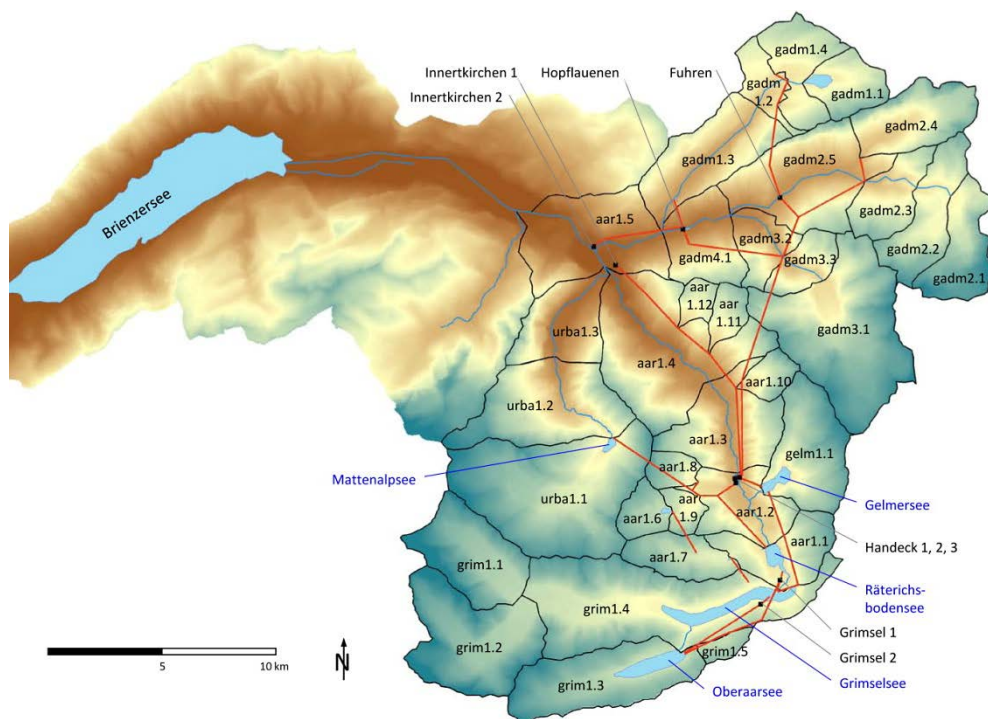 gadm1.4
Innertkirchen 1
Hopflauenen
Fuhren
gadm
1.2
gadm1.1
Innertkirchen 2
gadm2.4
gadm1.3
gadm2.5
Brienzersee
aar1.5
gadm2.3
gadm3.2
gadm4.1
gadm3.3
gadm2.2
gadm2.1
aar
1.12
aar
1.11
urba1.3
gadm3.1
aar1.4
aar1.10
urba1.2
aar1.3
gelm1.1
Mattenalpsee
aar1.8
urba1.1
aar
1.9
aar1.2
Gelmersee
aar1.6
aar1.1
Handeck 1, 2, 3
aar1.7
grim1.1
Räterichs-
bodensee
grim1.4
Grimsel 1
grim1.2
grim1.5
Grimsel 2
5
10 km
N
grim1.3
Oberaarsee
Grimselsee